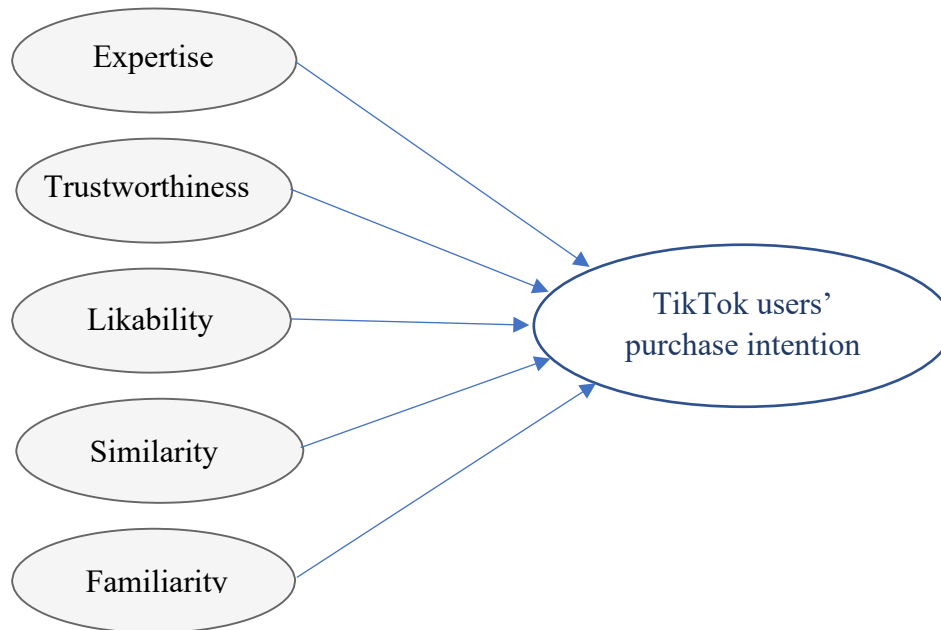 Expertise
Trustworthiness
Likability
Similarity
Familiarity
TikTok users’
purchase intention